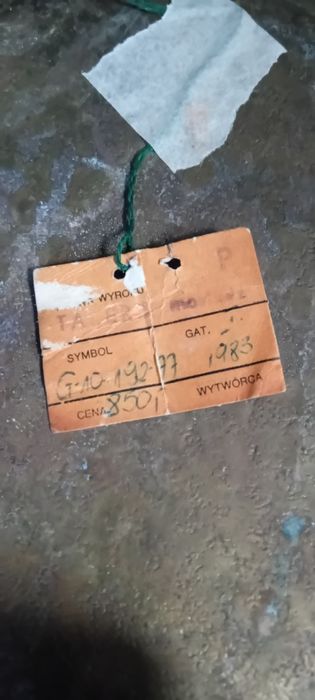 P
WYROBU
SYMBOL GAT.
G-10-192-77 1983
CENA 850,- WYTWÓRCA